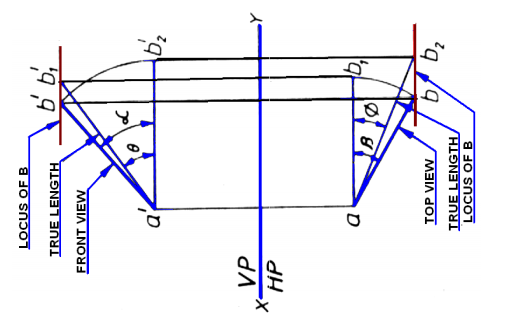 LOCUS OF B
TRUE LENGTH
FRONT VIEW
b'
b'₁
b'₂
α
θ
a'
X
VP
HP
Y
a
β
Ø
b₁
b
b₂
TOP VIEW
TRUE LENGTH
LOCUS OF B